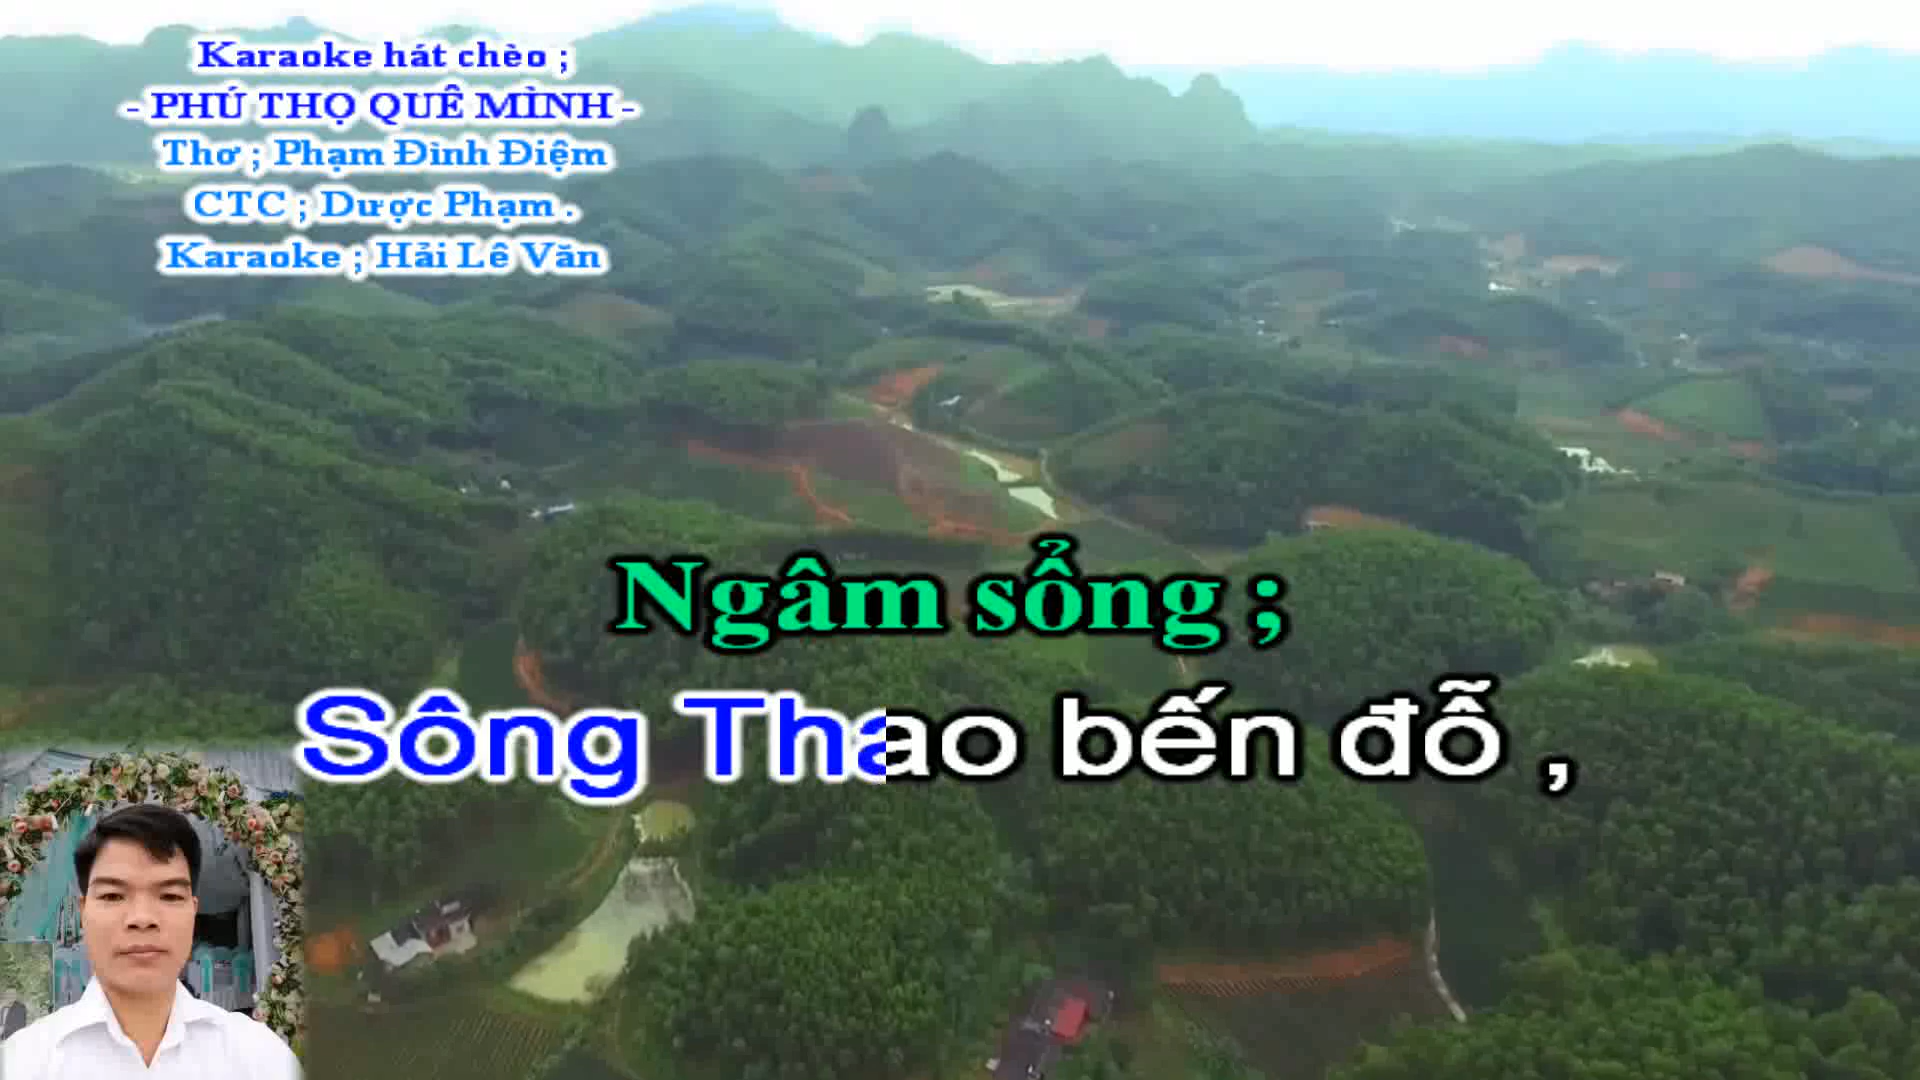 Karaoke hát chèo ;
- PHÚ THỌ QUÊ MÌNH -
Thơ ; Phạm Đình Điệm
CTC ; Dược Phạm .
Karaoke ; Hải Lê Văn
Ngâm sổng ;
Sông Thao bến đỗ ,